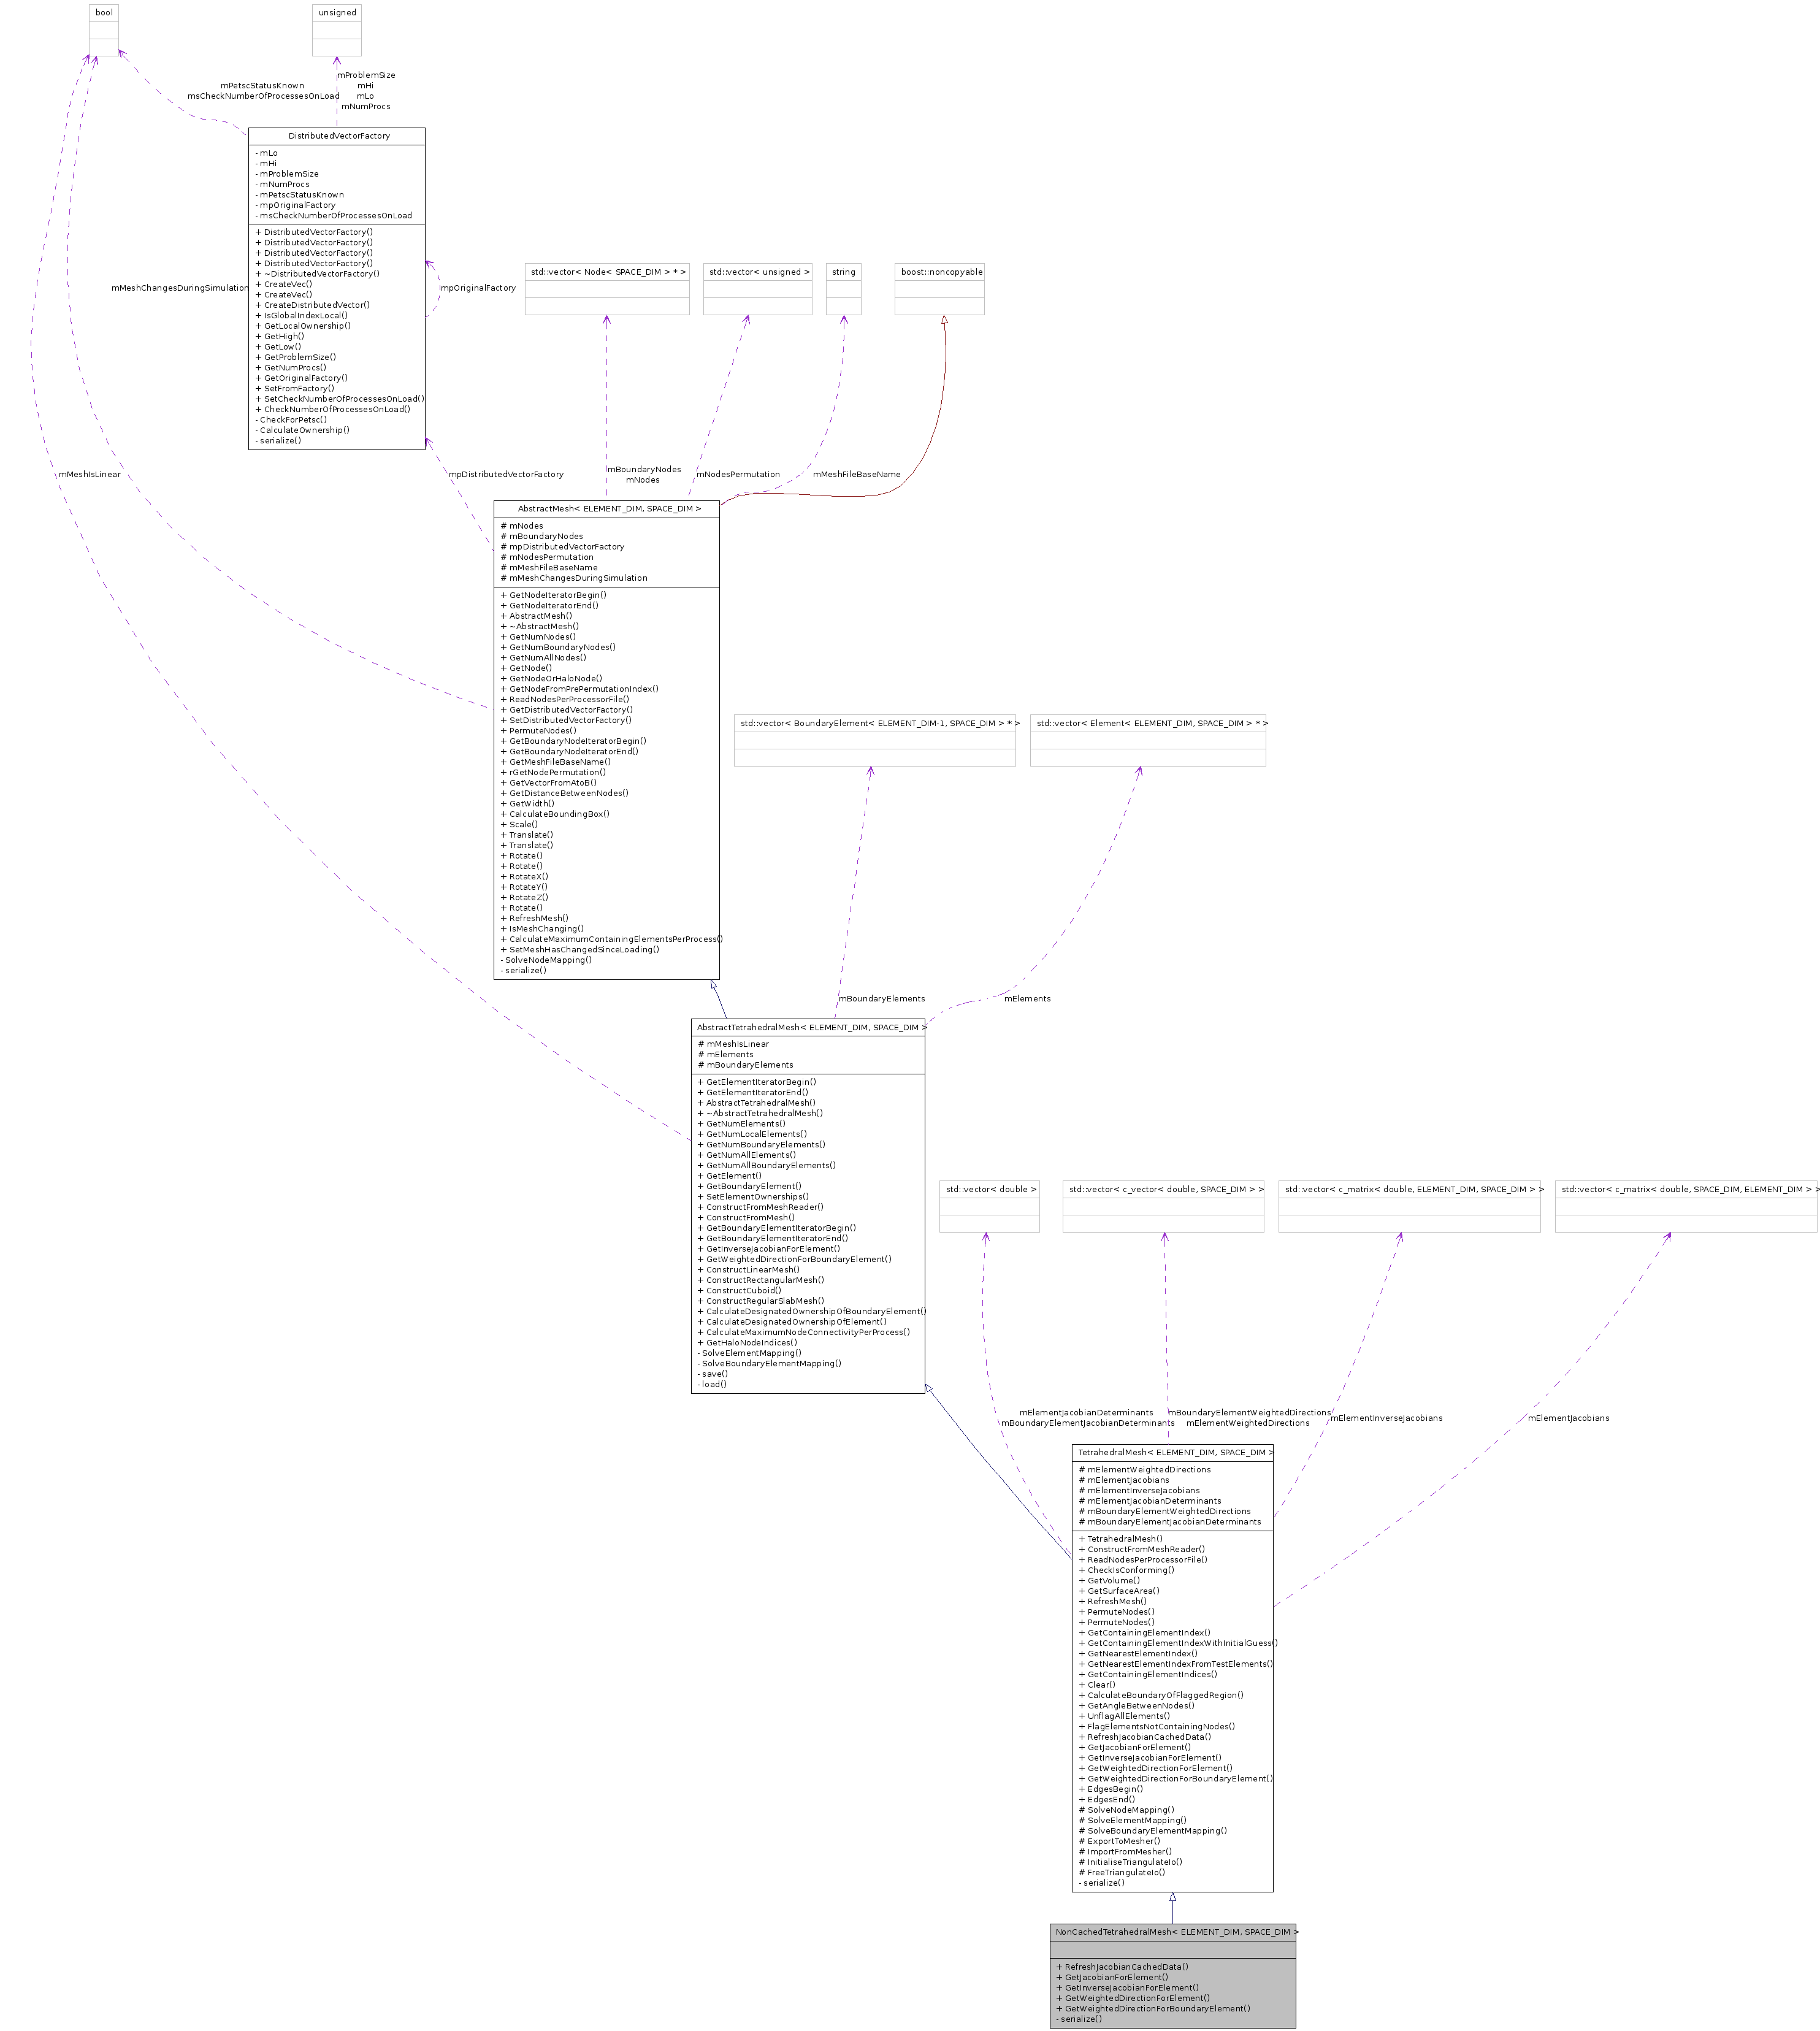 bool
unsigned
mPetscStatusKnown
msCheckNumberOfProcessesOnLoad
mProblemSize
mHi
mLo
mNumProcs
DistributedVectorFactory
- mLo
- mHi
- mProblemSize
- mNumProcs
- mPetscStatusKnown
- mpOriginalFactory
- msCheckNumberOfProcessesOnLoad
+ DistributedVectorFactory()
+ DistributedVectorFactory()
+ DistributedVectorFactory()
+ DistributedVectorFactory()
+ ~DistributedVectorFactory()
+ CreateVec()
+ CreateVec()
+ CreateDistributedVector()
+ IsGlobalIndexLocal()
+ GetLocalOwnership()
+ GetHigh()
+ GetLow()
+ GetProblemSize()
+ GetNumProcs()
+ GetOriginalFactory()
+ SetFromFactory()
+ SetCheckNumberOfProcessesOnLoad()
+ CheckNumberOfProcessesOnLoad()
- CheckForPetsc()
- CalculateOwnership()
- serialize()
mMeshChangesDuringSimulation
mpOriginalFactory
std::vector< Node< SPACE_DIM > * >
std::vector< unsigned >
string
boost::noncopyable
mMeshIsLinear
mpDistributedVectorFactory
mBoundaryNodes
mNodes
mNodesPermutation
mMeshFileBaseName
AbstractMesh< ELEMENT_DIM, SPACE_DIM >
# mNodes
# mBoundaryNodes
# mpDistributedVectorFactory
# mNodesPermutation
# mMeshFileBaseName
# mMeshChangesDuringSimulation
+ GetNodeIteratorBegin()
+ GetNodeIteratorEnd()
+ AbstractMesh()
+ ~AbstractMesh()
+ GetNumNodes()
+ GetNumBoundaryNodes()
+ GetNumAllNodes()
+ GetNode()
+ GetNodeOrHaloNode()
+ GetNodeFromPrePermutationIndex()
+ ReadNodesPerProcessorFile()
+ GetDistributedVectorFactory()
+ SetDistributedVectorFactory()
+ PermuteNodes()
+ GetBoundaryNodeIteratorBegin()
+ GetBoundaryNodeIteratorEnd()
+ GetMeshFileBaseName()
+ rGetNodePermutation()
+ GetVectorFromAtoB()
+ GetDistanceBetweenNodes()
+ GetWidth()
+ CalculateBoundingBox()
+ Scale()
+ Translate()
+ Translate()
+ Rotate()
+ Rotate()
+ RotateX()
+ RotateY()
+ RotateZ()
+ Rotate()
+ RefreshMesh()
+ IsMeshChanging()
+ CalculateMaximumContainingElementsPerProcess()
+ SetMeshHasChangedSinceLoading()
- SolveNodeMapping()
- serialize()
std::vector< BoundaryElement< ELEMENT_DIM-1, SPACE_DIM > * >
std::vector< Element< ELEMENT_DIM, SPACE_DIM > * >
mBoundaryElements
mElements
AbstractTetrahedralMesh< ELEMENT_DIM, SPACE_DIM >
# mMeshIsLinear
# mElements
# mBoundaryElements
+ GetElementIteratorBegin()
+ GetElementIteratorEnd()
+ AbstractTetrahedralMesh()
+ ~AbstractTetrahedralMesh()
+ GetNumElements()
+ GetNumLocalElements()
+ GetNumBoundaryElements()
+ GetNumAllElements()
+ GetNumAllBoundaryElements()
+ GetElement()
+ GetBoundaryElement()
+ SetElementOwnerships()
+ ConstructFromMeshReader()
+ ConstructFromMesh()
+ GetBoundaryElementIteratorBegin()
+ GetBoundaryElementIteratorEnd()
+ GetInverseJacobianForElement()
+ GetWeightedDirectionForBoundaryElement()
+ ConstructLinearMesh()
+ ConstructRectangularMesh()
+ ConstructCuboid()
+ ConstructRegularSlabMesh()
+ CalculateDesignatedOwnershipOfBoundaryElement()
+ CalculateDesignatedOwnershipOfElement()
+ CalculateMaximumNodeConnectivityPerProcess()
+ GetHaloNodeIndices()
- SolveElementMapping()
- SolveBoundaryElementMapping()
- save()
- load()
std::vector< double >
std::vector< c_vector< double, SPACE_DIM > >
std::vector< c_matrix< double, ELEMENT_DIM, SPACE_DIM > >
std::vector< c_matrix< double, SPACE_DIM, ELEMENT_DIM > >
mElementJacobianDeterminants
mBoundaryElementJacobianDeterminants
mBoundaryElementWeightedDirections
mElementWeightedDirections
mElementInverseJacobians
mElementJacobians
TetrahedralMesh< ELEMENT_DIM, SPACE_DIM >
# mElementWeightedDirections
# mElementJacobians
# mElementInverseJacobians
# mElementJacobianDeterminants
# mBoundaryElementWeightedDirections
# mBoundaryElementJacobianDeterminants
+ TetrahedralMesh()
+ ConstructFromMeshReader()
+ ReadNodesPerProcessorFile()
+ CheckIsConforming()
+ GetVolume()
+ GetSurfaceArea()
+ RefreshMesh()
+ PermuteNodes()
+ PermuteNodes()
+ GetContainingElementIndex()
+ GetContainingElementIndexWithInitialGuess()
+ GetNearestElementIndex()
+ GetNearestElementIndexFromTestElements()
+ GetContainingElementIndices()
+ Clear()
+ CalculateBoundaryOfFlaggedRegion()
+ GetAngleBetweenNodes()
+ UnflagAllElements()
+ FlagElementsNotContainingNodes()
+ RefreshJacobianCachedData()
+ GetJacobianForElement()
+ GetInverseJacobianForElement()
+ GetWeightedDirectionForElement()
+ GetWeightedDirectionForBoundaryElement()
+ EdgesBegin()
+ EdgesEnd()
# SolveNodeMapping()
# SolveElementMapping()
# SolveBoundaryElementMapping()
# ExportToMesher()
# ImportFromMesher()
# InitialiseTriangulateIo()
# FreeTriangulateIo()
- serialize()
NonCachedTetrahedralMesh< ELEMENT_DIM, SPACE_DIM >
+ RefreshJacobianCachedData()
+ GetJacobianForElement()
+ GetInverseJacobianForElement()
+ GetWeightedDirectionForElement()
+ GetWeightedDirectionForBoundaryElement()
- serialize()